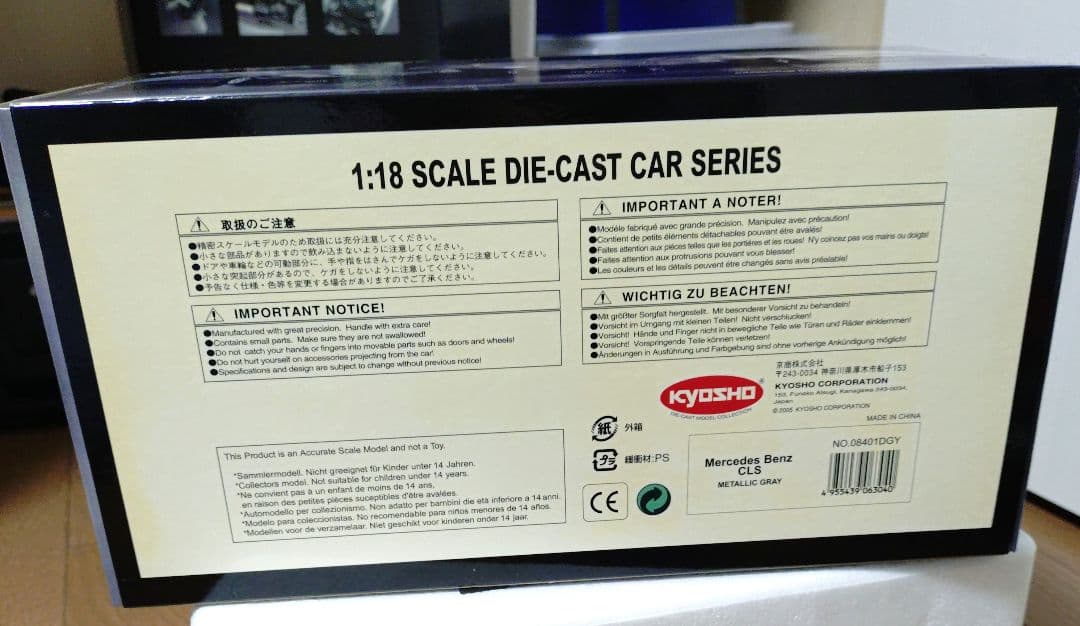 1:18 SCALE DIE-CAST CAR SERIES
取扱のご注意
●精密スケールモデルのため取扱には充分注意してください。
●小さな部品がありますので飲み込まないように注意してください。
●ドアや車輪などの可動部分に、手や指をはさんでケガをしないように注意してください。
●小さな突起部分があるので、ケガをしないように注意してください。
●予告なく仕様・色等を変更する場合がありますのでご了承ください。
IMPORTANT NOTICE!
●Manufactured with great precision. Handle with extra care!
●Contains small parts. Make sure they are not swallowed!
●Do not catch your hands or fingers into movable parts such as doors and wheels!
●Do not hurt yourself on accessories projecting from the car!
●Specifications and design are subject to change without previous notice!
IMPORTANT A NOTER!
●Modéle fabriqué avec grande précision. Manipulez avec précaution!
●Contient de petits éléments détachables pouvant être avalés!
●Faites attention aux pièces telles que les portières et les roues! N'y coincez pas vos mains ou doigts!
●Faites attention aux protrusions pouvant vous blesser!
●Les couleurs et les détails peuvent être changés sans avis préalable!
WICHTIG ZU BEACHTEN!
●Mit größter Sorgfalt hergestellt. Mit besonderer Vorsicht zu behandeln!
●Vorsicht im Umgang mit kleinen Teilen! Nicht verschlucken!
●Vorsicht! Hände und Finger nicht in bewegliche Teile wie Türen und Räder einklemmen!
●Vorsicht! Vorspringende Teile können verletzen!
●Änderungen in Ausführung und Farbgebung sind ohne vorherige Ankündigung möglich!
KYOSHO®
DIE-CAST MODEL COLLECTION
京商株式会社
〒243-0034 神奈川県厚木市船子153
KYOSHO CORPORATION
153, Funako Atsugi, Kanagawa 243-0034,
Japan
© 2005 KYOSHO CORPORATION
MADE IN CHINA
紙 外箱
プラ 緩衝材:PS
CE
This Product is an Accurate Scale Model and not a Toy.
*Sammlermodell. Nicht greeignet für Kinder unter 14 Jahren.
*Collectors model. Not suitable for children under 14 years.
*Ne convient pas à un enfant de moins de 14 ans,
en raison des petites pièces suceptibles d'être avalées.
*Automodello per collezionismo. Non adatto per bambini die età inferiore a 14 anni.
*Modelo para coleccionistas. No recomendable para niños menores de 14 años.
*Modellen voor de verzamelaar. Niet geschikt voor kinderen onder 14 jaar.
NO.08401DGY
Mercedes Benz
CLS
METALLIC GRAY
4 955439 063040